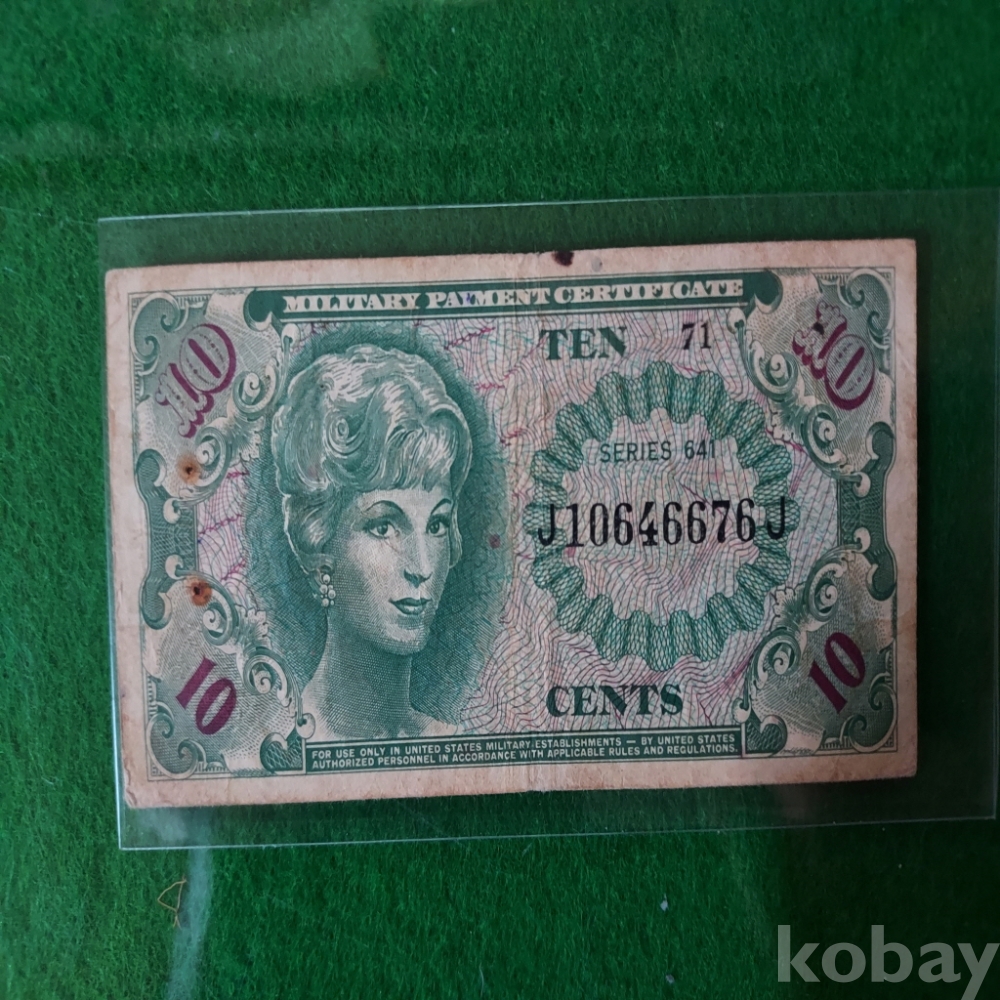 MILITARY PAYMENT CERTIFICATE
10
TEN 71
10
SERIES 641
J10646676J
10
CENTS
10
FOR USE ONLY IN UNITED STATES MILITARY ESTABLISHMENTS — BY UNITED STATES
AUTHORIZED PERSONNEL IN ACCORDANCE WITH APPLICABLE RULES AND REGULATIONS.
kobay